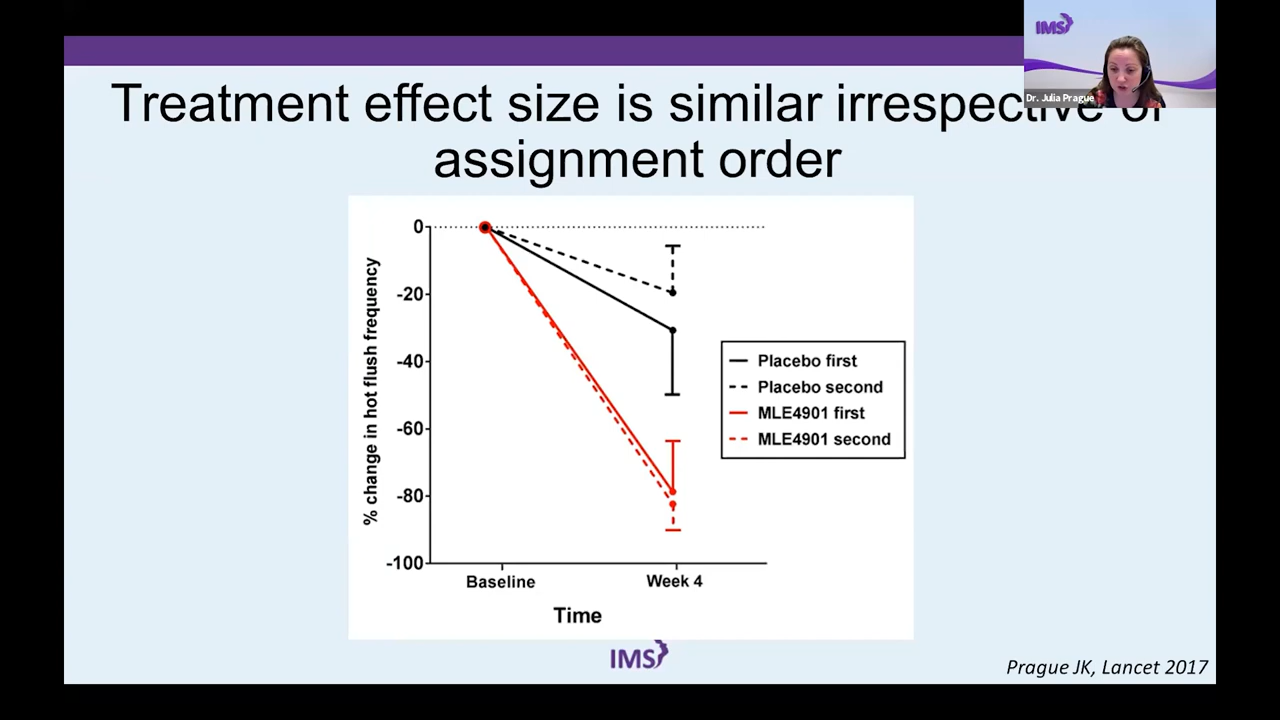 IMS
Dr. Julia Prague
Treatment effect size is similar irrespective of
assignment order
0
-20
-40
-60
-80
-100
% change in hot flush frequency
Baseline
Week 4
Time
Placebo first
Placebo second
MLE4901 first
MLE4901 second
IMS
Prague JK, Lancet 2017